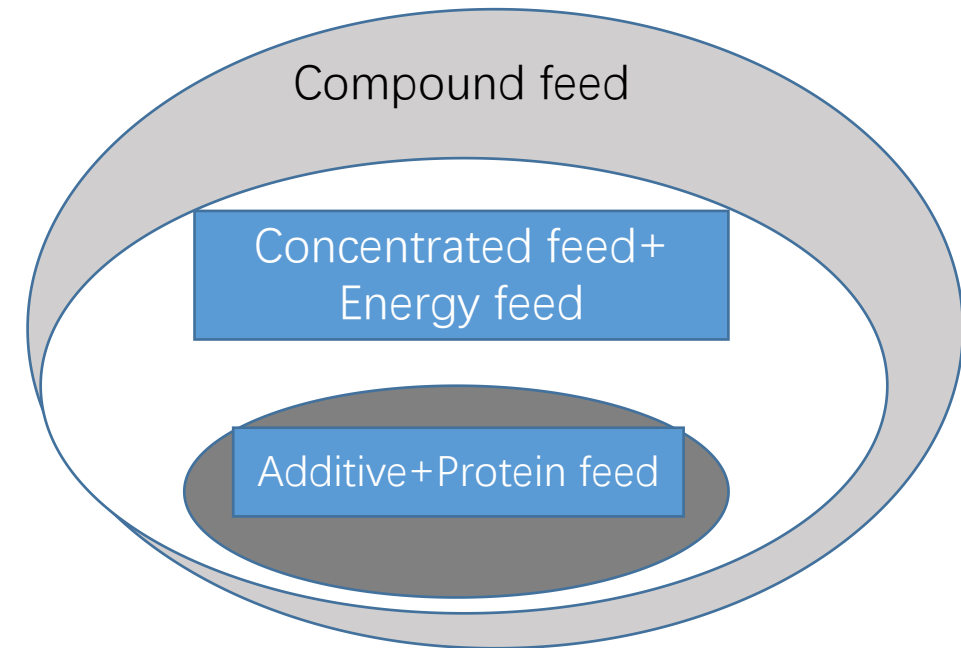 Compound feed
Concentrated feed+
Energy feed
Additive+Protein feed